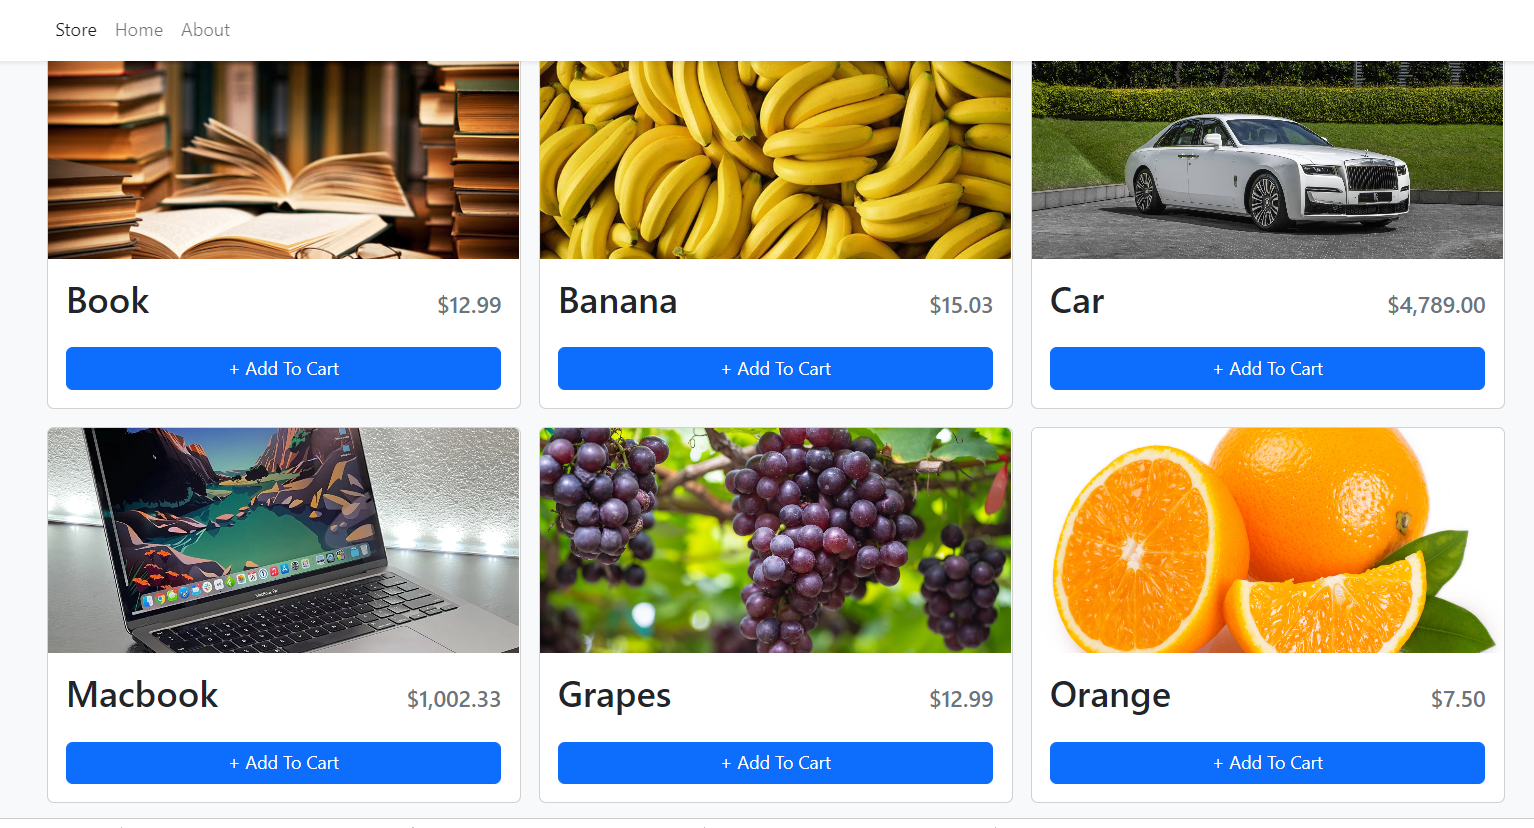 Store Home About
Book $12.99
Banana $15.03
Car $4,789.00
+ Add To Cart
+ Add To Cart
+ Add To Cart
Macbook $1,002.33
Grapes $12.99
Orange $7.50
+ Add To Cart
+ Add To Cart
+ Add To Cart